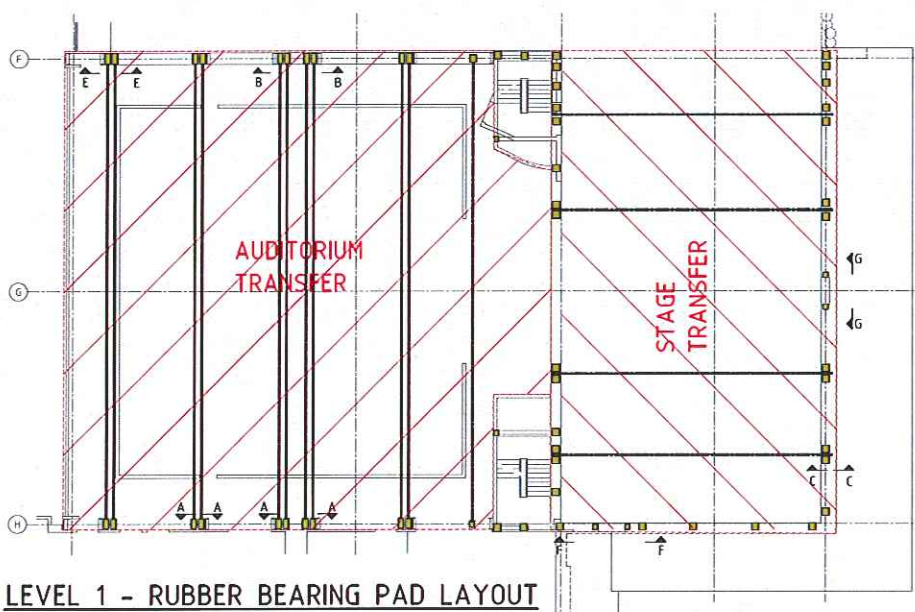 F
E
E
B
B
AUDITORIUM
TRANSFER
STAGE
TRANSFER
G
G
G
C
C
A
A
A
A
H
F
F
LEVEL 1 - RUBBER BEARING PAD LAYOUT